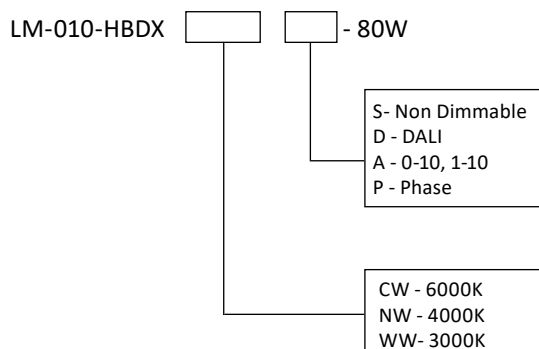 LM-010-HBDX - 80W
S- Non Dimmable
D - DALI
A - 0-10, 1-10
P - Phase
CW - 6000K
NW - 4000K
WW- 3000K